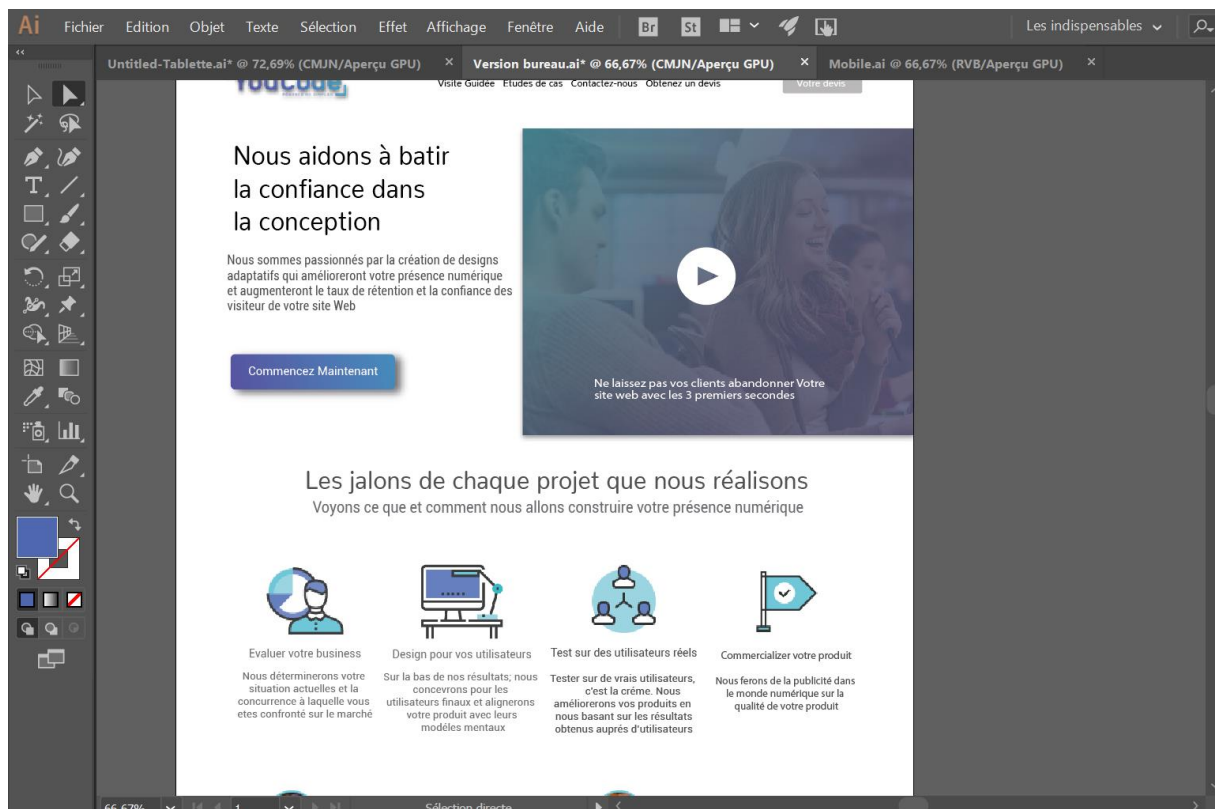 Ai Fichier Edition Objet Texte Sélection Effet Affichage Fenêtre Aide Br St Les indispensables
Untitled-Tablette.ai* @ 72,69% (CMJN/Aperçu GPU) × Version bureau.ai* @ 66,67% (CMJN/Aperçu GPU) × Mobile.ai @ 66,67% (RVB/Aperçu GPU) ×
YouCode Visite Guidée Etudes de cas Contactez-nous Obtenez un devis Votre devis
Nous aidons à batir
la confiance dans
la conception
Nous sommes passionnés par la création de designs
adaptatifs qui amélioreront votre présence numérique
et augmenteront le taux de rétention et la confiance des
visiteur de votre site Web
Commencez Maintenant
Ne laissez pas vos clients abandonner Votre
site web avec les 3 premiers secondes
Les jalons de chaque projet que nous réalisons
Voyons ce que et comment nous allons construire votre présence numérique
Evaluer votre business
Nous déterminerons votre
situation actuelles et la
concurrence à laquelle vous
etes confronté sur le marché
Design pour vos utilisateurs
Sur la bas de nos résultats; nous
concevrons pour les
utilisateurs finaux et alignerons
votre produit avec leurs
modéles mentaux
Test sur des utilisateurs réels
Tester sur de vrais utilisateurs,
c'est la créme. Nous
améliorerons vos produits en
nous basant sur les résultats
obtenus auprés d'utilisateurs
Commercializer votre produit
Nous ferons de la publicité dans
le monde numérique sur la
qualité de votre produit
66,67% 1 Sélection directe